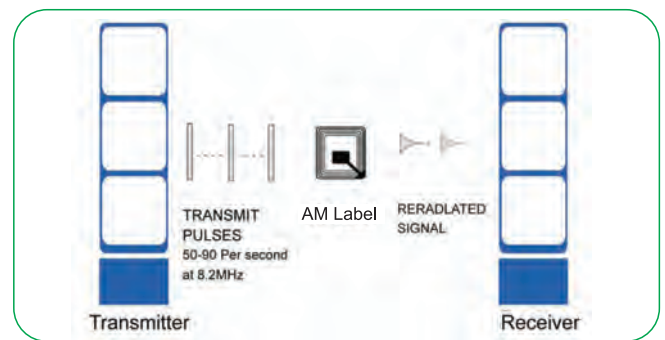 TRANSMIT
PULSES
50-90 Per second
at 8.2MHz
AM Label
RERADLATED
SIGNAL
Transmitter
Receiver